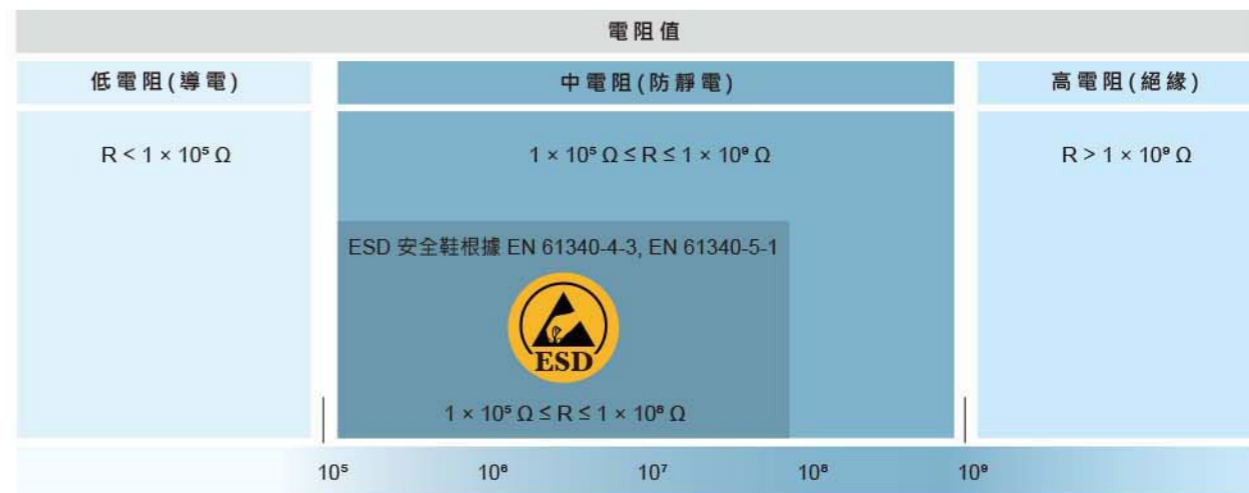 電阻值
低電阻(導電)
中電阻(防靜電)
高電阻(絕緣)
R < 1 × 10⁵ Ω
1 × 10⁵ Ω ≤ R ≤ 1 × 10⁹ Ω
R > 1 × 10⁹ Ω
ESD 安全鞋根據 EN 61340-4-3, EN 61340-5-1
ESD
1 × 10⁵ Ω ≤ R ≤ 1 × 10⁸ Ω
10⁵ 10⁶ 10⁷ 10⁸ 10⁹